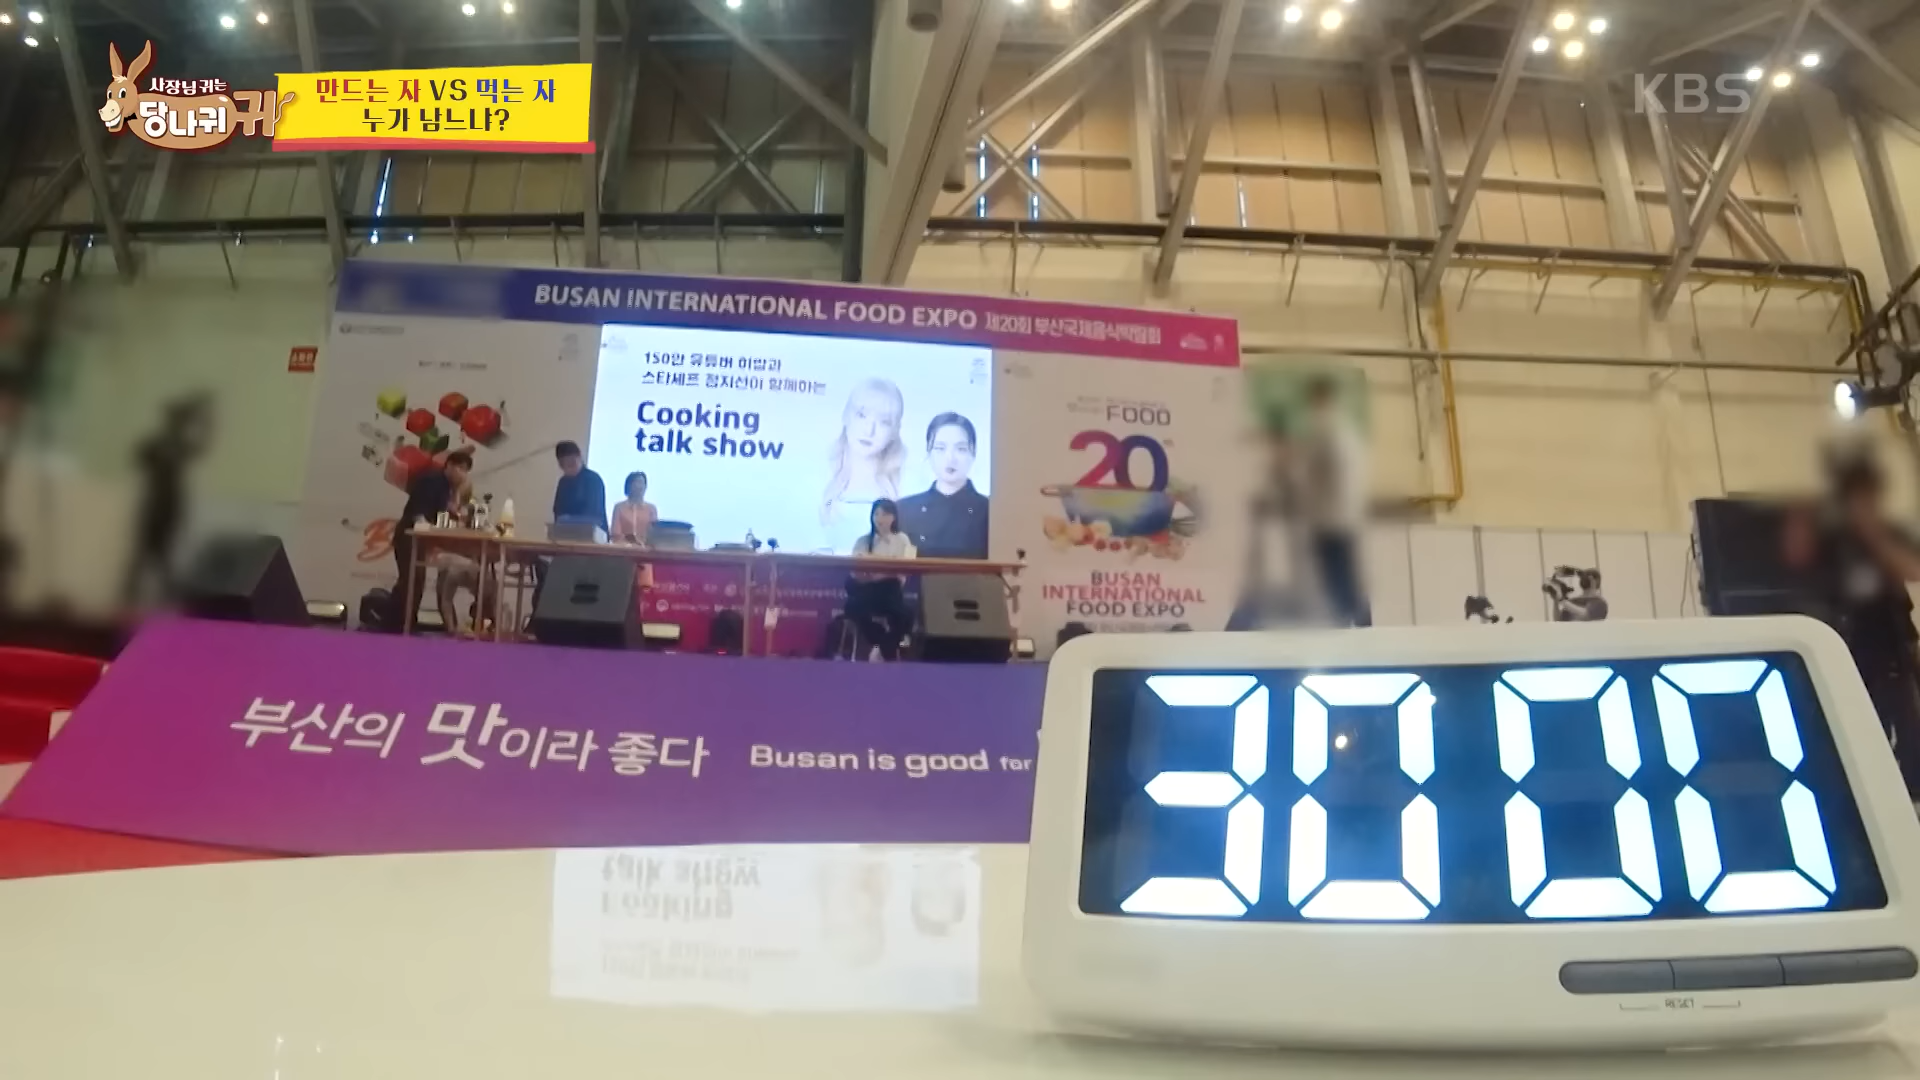 사장님 귀는
당나귀 귀
만드는 자 VS 먹는 자
누가 남느냐?
KBS
BUSAN INTERNATIONAL FOOD EXPO 제20회 부산국제음식박람회
150만 유튜버 히밥과
스타셰프 정지선이 함께하는
Cooking
talk show
FOOD
20
BUSAN
INTERNATIONAL
FOOD EXPO
부산의 맛이라 좋다 Busan is good for
30 00
RESET